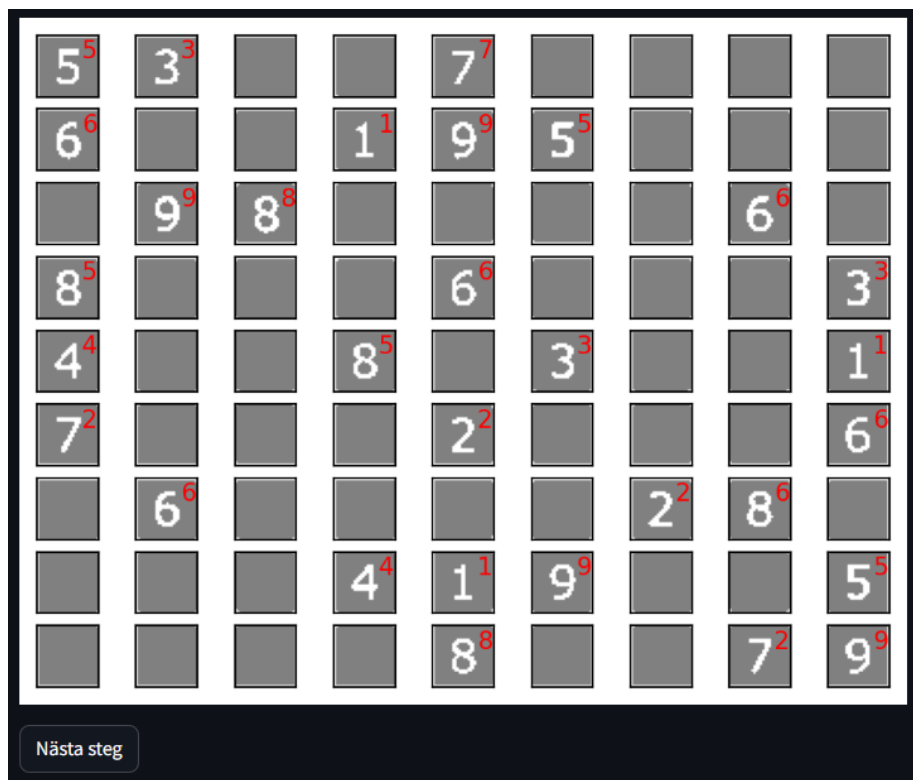 5 5 3 3 7 7
6 6 1 1 9 9 5 5
9 9 8 8 6 6
8 5 6 6 3 3
4 4 8 5 3 3 1 1
7 2 2 2 6 6
6 6 2 2 8 6
4 4 1 1 9 9 5 5
8 8 7 2 9 9
Nästa steg